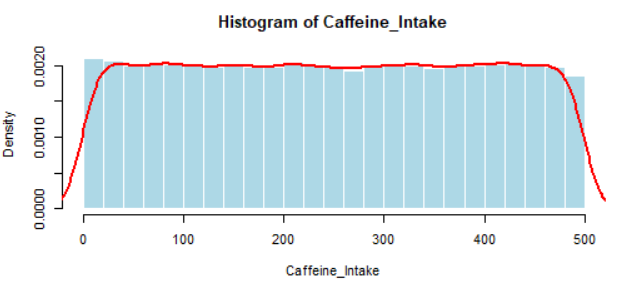 Histogram of Caffeine_Intake
Density
0.0020
0.0010
0.0000
0 100 200 300 400 500
Caffeine_Intake